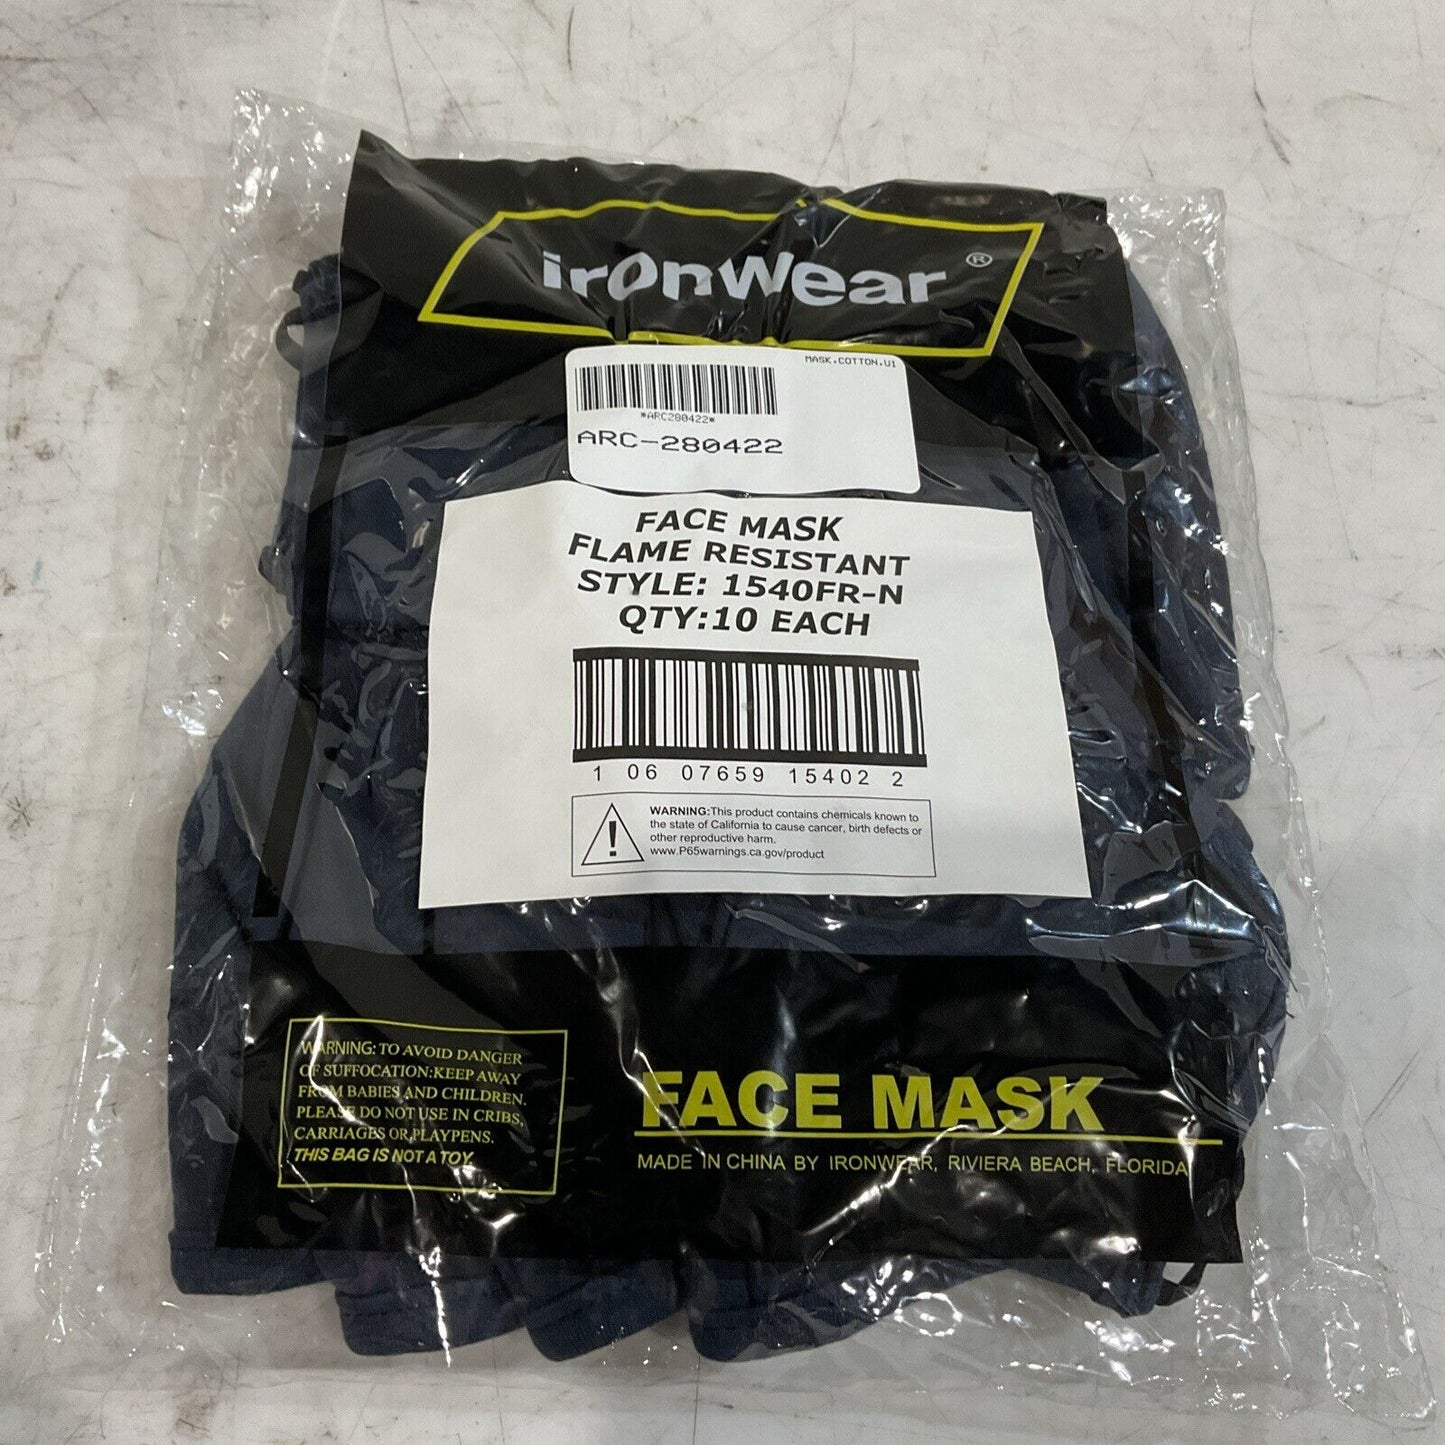 ironwear®
MASK,COTTON,U1
*ARC280422*
ARC-280422
FACE MASK
FLAME RESISTANT
STYLE: 1540FR-N
QTY:10 EACH
1 06 07659 15402 2
WARNING:This product contains chemicals known to
the state of California to cause cancer, birth defects or
other reproductive harm.
www.P65warnings.ca.gov/product
WARNING: TO AVOID DANGER
OF SUFFOCATION:KEEP AWAY
FROM BABIES AND CHILDREN.
PLEASE DO NOT USE IN CRIBS,
CARRIAGES OR PLAYPENS.
THIS BAG IS NOT A TOY.
FACE MASK
MADE IN CHINA BY IRONWEAR, RIVIERA BEACH, FLORIDA